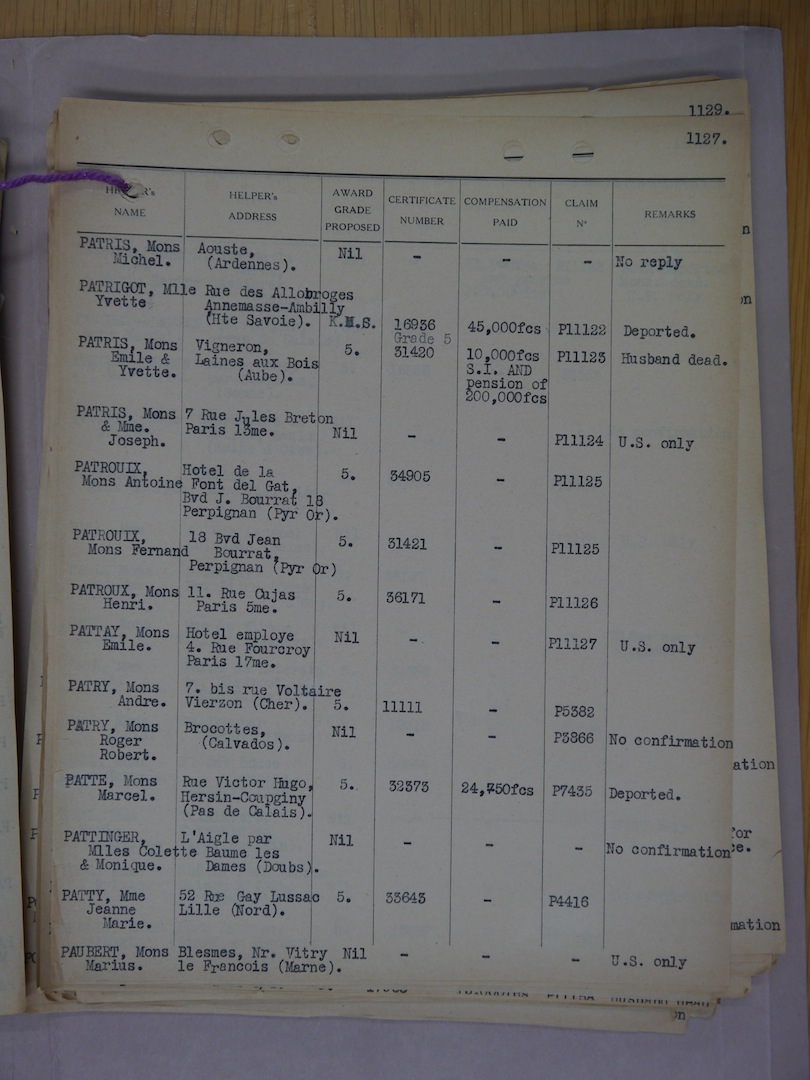 1129.
1127.
NAME
HELPER's
ADDRESS
AWARD
GRADE
PROPOSED
CERTIFICATE
NUMBER
COMPENSATION
PAID
CLAIM
N°
REMARKS
PATRIS, Mons Aouste, Nil - - - No reply
Michel. (Ardennes).
PATRIGOT, Mlle Rue des Allobroges
Yvette Annemasse-Ambilly
(Hte Savoie). K.M.S. 16936 45,000fcs P11122 Deported.
Grade 5
PATRIS, Mons Vigneron, 5. 31420 10,000fcs P11123 Husband dead.
Emile & Laines aux Bois S.I. AND
Yvette. (Aube). pension of
200,000fcs
PATRIS, Mons 7 Rue Jules Breton
& Mme. Paris 13me. Nil - - P11124 U.S. only
Joseph.
PATROUIX, Hotel de la 5. 34905 - P11125
Mons Antoine Font del Gat,
Bvd J. Bourrat 18
Perpignan (Pyr Or).
PATROUIX, 18 Bvd Jean 5. 31421 - P11125
Mons Fernand Bourrat,
Perpignan (Pyr Or)
PATROUX, Mons 11. Rue Cujas 5. 36171 - P11126
Henri. Paris 5me.
PATTAY, Mons Hotel employe Nil - - P11127 U.S. only
Emile. 4. Rue Fourcroy
Paris 17me.
PATRY, Mons 7. bis rue Voltaire
Andre. Vierzon (Cher). 5. 11111 - P5382
PATRY, Mons Brocottes, Nil - - P3866 No confirmation
Roger (Calvados).
Robert.
PATTE, Mons Rue Victor Hugo, 5. 32373 24,750fcs P7435 Deported.
Marcel. Hersin-Coupginy
(Pas de Calais).
PATTINGER, L'Aigle par Nil - - - No confirmation
Mlles Colette Baume les
& Monique. Dames (Doubs).
PATTY, Mme 52 Rue Gay Lussac 5. 33643 - P4416
Jeanne Lille (Nord).
Marie.
PAUBERT, Mons Blesmes, Nr. Vitry Nil - - - U.S. only
Marius. le Francois (Marne).